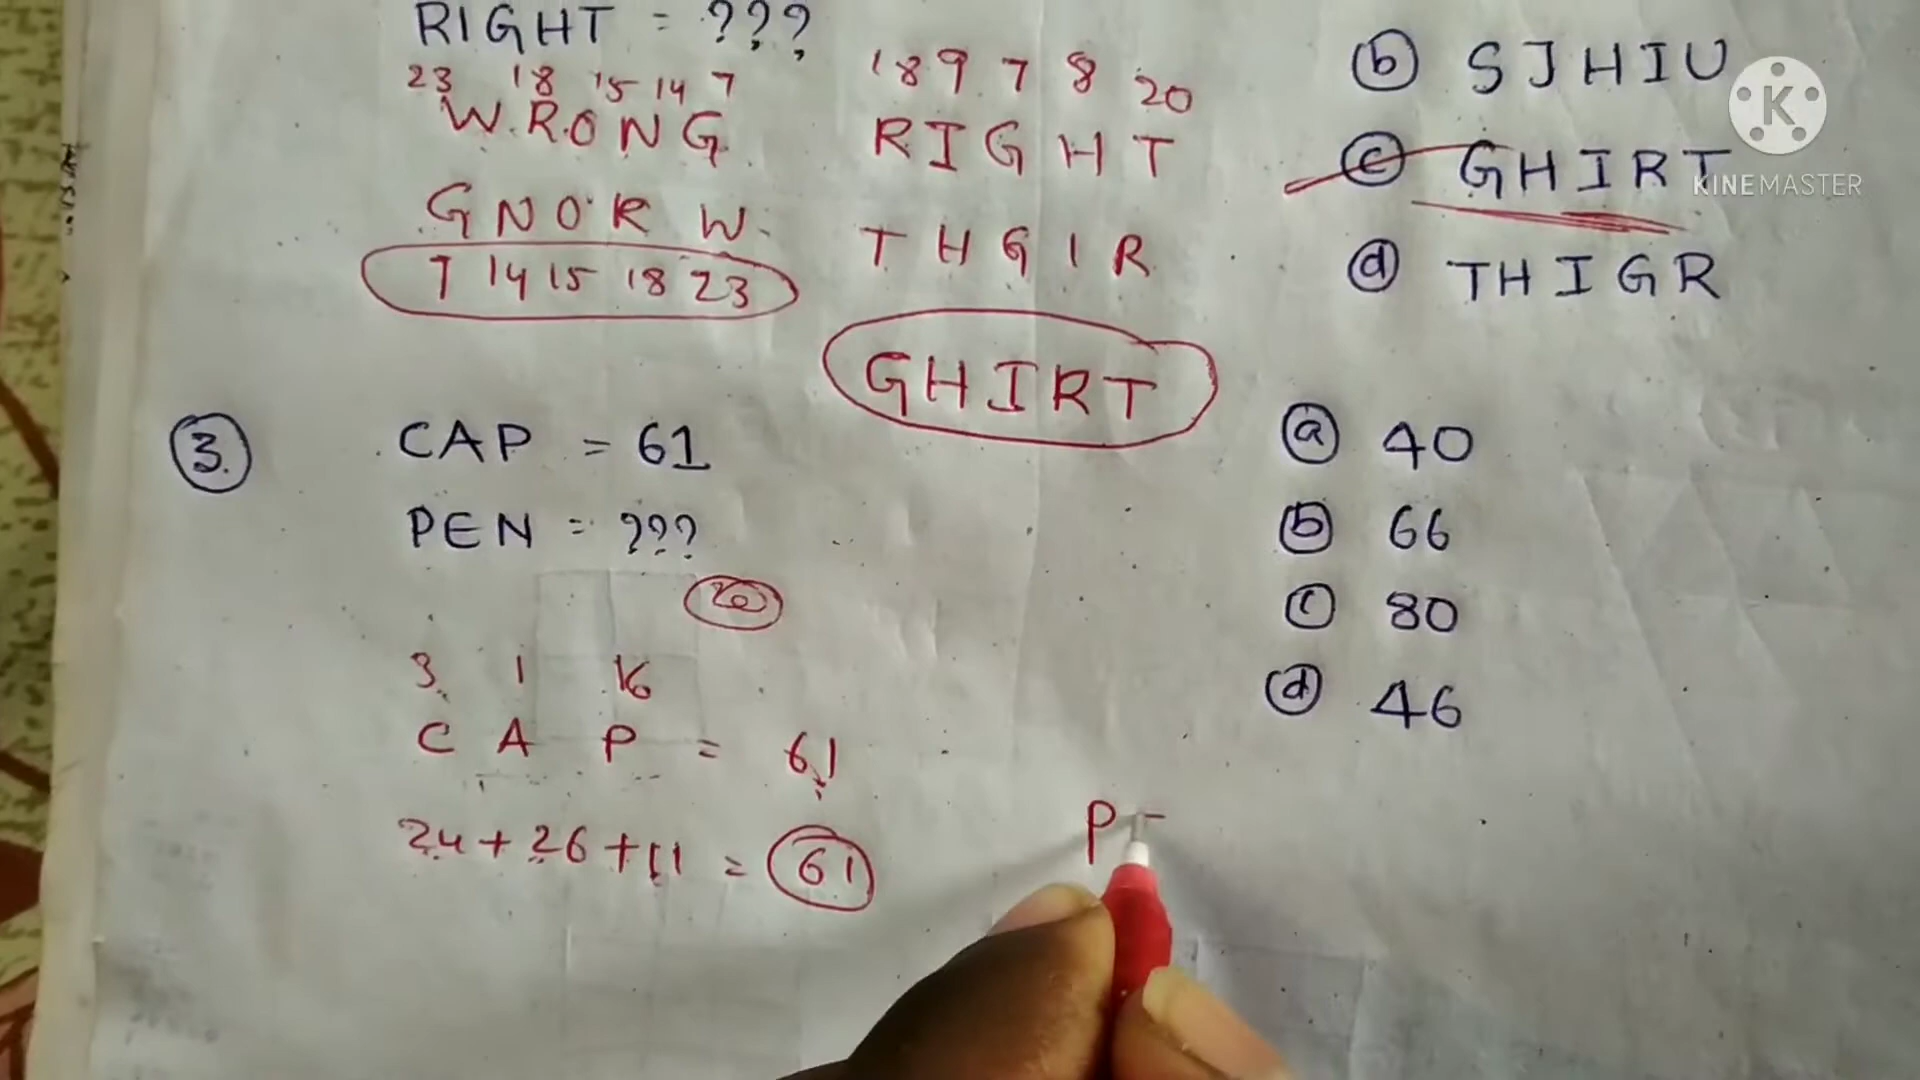 RIGHT = ???
23 18 15 14 7
WRONG
GNORW
7 14 15 18 23
18 9 7 8 20
RIGHT
THGIR
GHIRT
b SJHIU
c GHIRT
d THIGR
KINEMASTER
3. CAP = 61
PEN = ???
20
3 1 16
C A P = 61
24 + 26 + 11 = 61
a 40
b 66
c 80
d 46
P